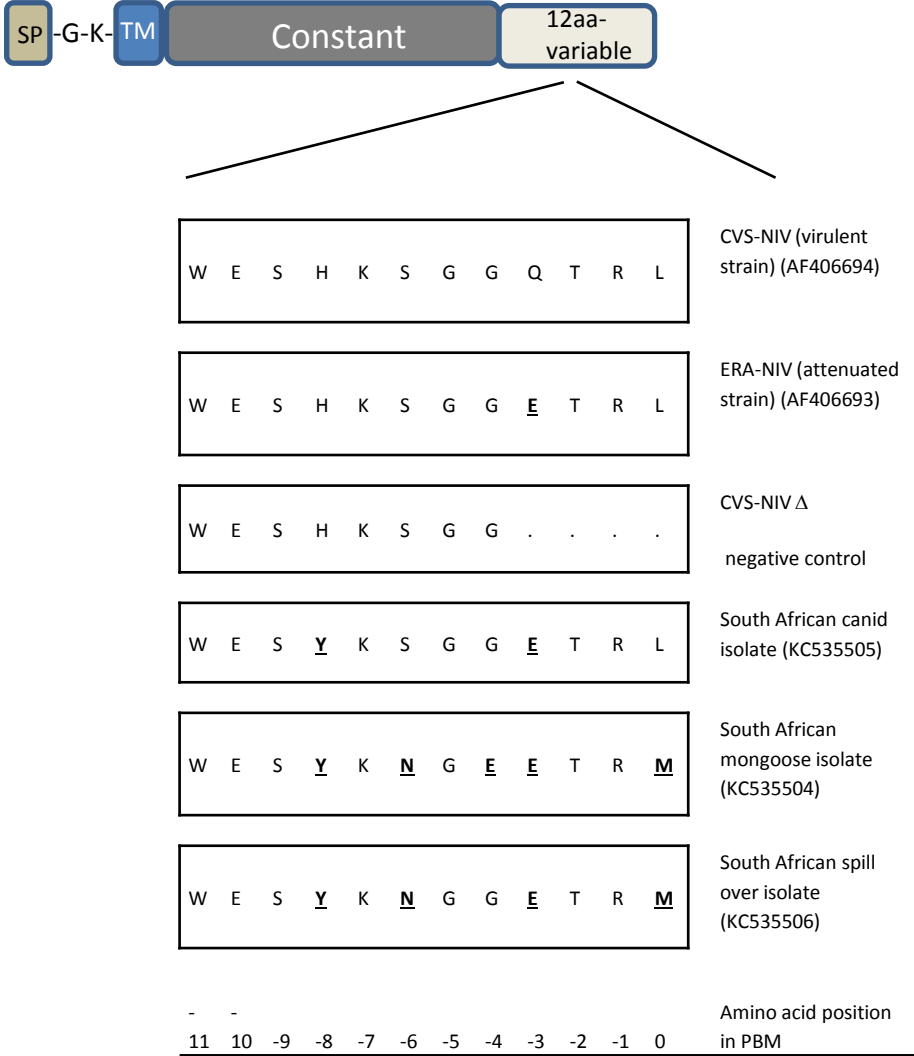 SP -G-K- TM Constant 12aa-
variable
W E S H K S G G Q T R L
CVS-NIV (virulent
strain) (AF406694)
W E S H K S G G E T R L
ERA-NIV (attenuated
strain) (AF406693)
W E S H K S G G . . . .
CVS-NIV Δ
negative control
W E S Y K S G G E T R L
South African canid
isolate (KC535505)
W E S Y K N G E E T R M
South African
mongoose isolate
(KC535504)
W E S Y K N G G E T R M
South African spill
over isolate
(KC535506)
- -
11 10 -9 -8 -7 -6 -5 -4 -3 -2 -1 0
Amino acid position
in PBM